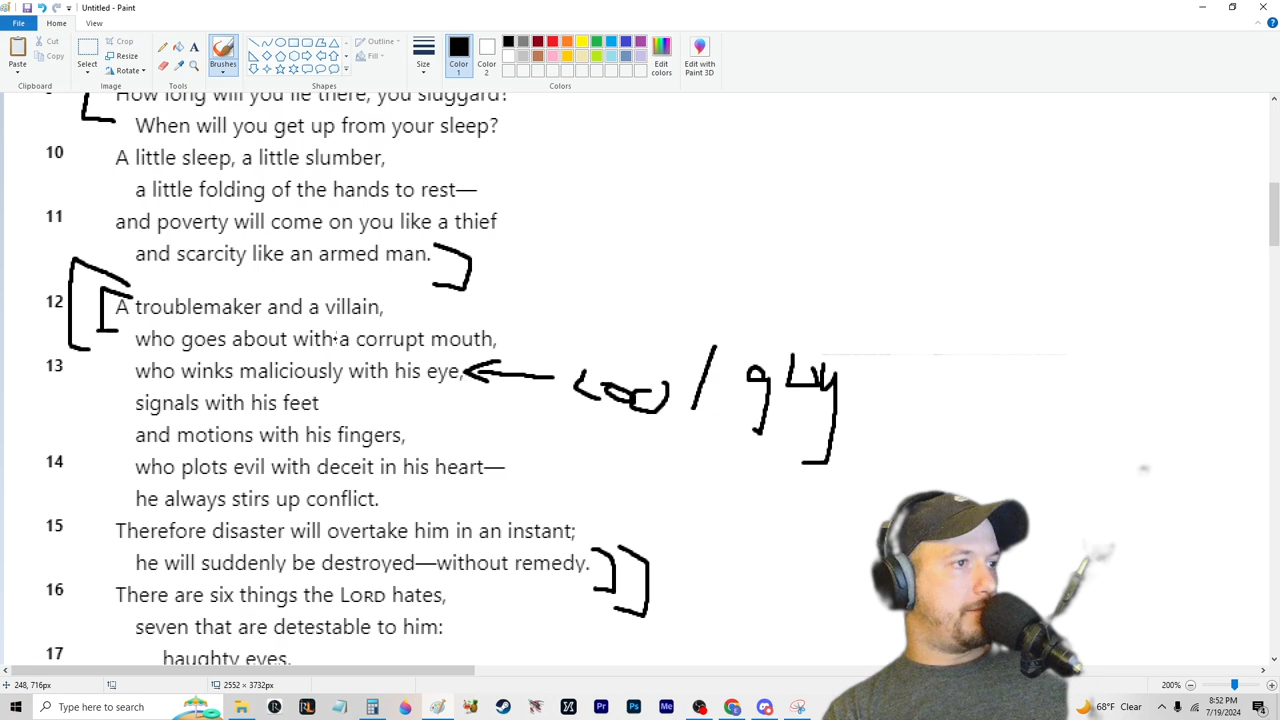 Untitled - Paint
File Home View
Paste Cut Copy Clipboard
Select Crop Resize Rotate Image
Tools
Brushes
Shapes Outline Fill
Size
Color 1 Color 2 Edit colors Colors
Edit with Paint 3D
How long will you lie there, you sluggard?
When will you get up from your sleep?
10 A little sleep, a little slumber,
a little folding of the hands to rest—
11 and poverty will come on you like a thief
and scarcity like an armed man.
12 A troublemaker and a villain,
who goes about with a corrupt mouth,
13 who winks maliciously with his eye,
signals with his feet
and motions with his fingers,
14 who plots evil with deceit in his heart—
he always stirs up conflict.
15 Therefore disaster will overtake him in an instant;
he will suddenly be destroyed—without remedy.
16 There are six things the LORD hates,
seven that are detestable to him:
17 haughty eyes,
248, 716px 2552 × 3732px 20%
Type here to search 68°F Clear 8:52 PM
7/19/2024